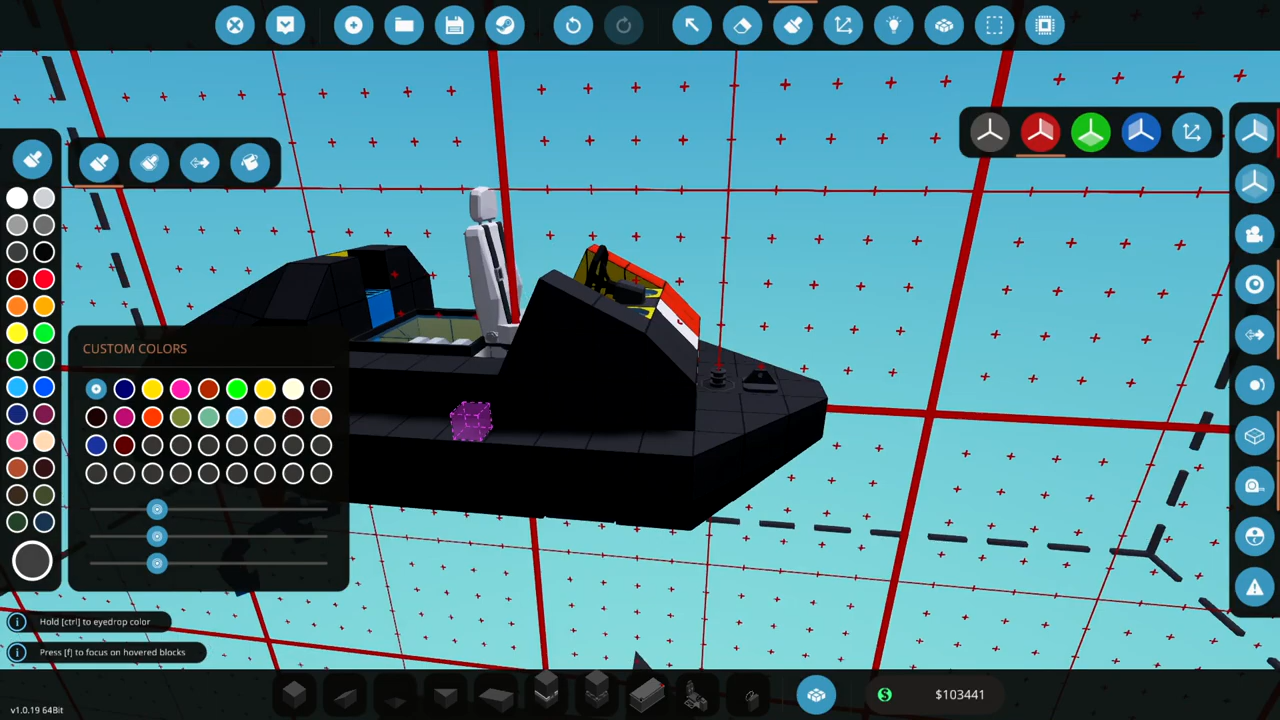 CUSTOM COLORS
Hold [ctrl] to eyedrop color
Press [f] to focus on hovered blocks
$103441
v1.0.19 64Bit